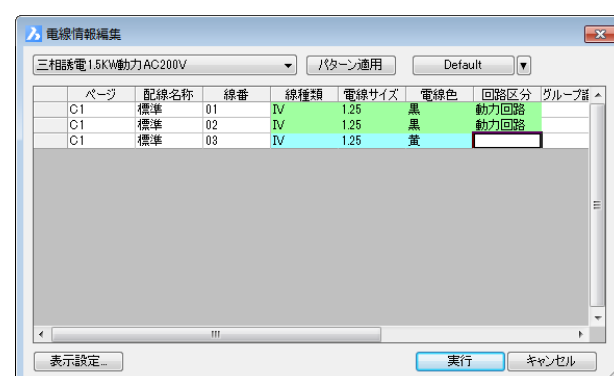 電線情報編集
三相誘電1.5KW動力AC200V パターン適用 Default
ページ 配線名称 線番 線種類 電線サイズ 電線色 回路区分
C1 標準 01 IV 1.25 黒 動力回路
C1 標準 02 IV 1.25 黒 動力回路
C1 標準 03 IV 1.25 黄
表示設定... 実行 キャンセル